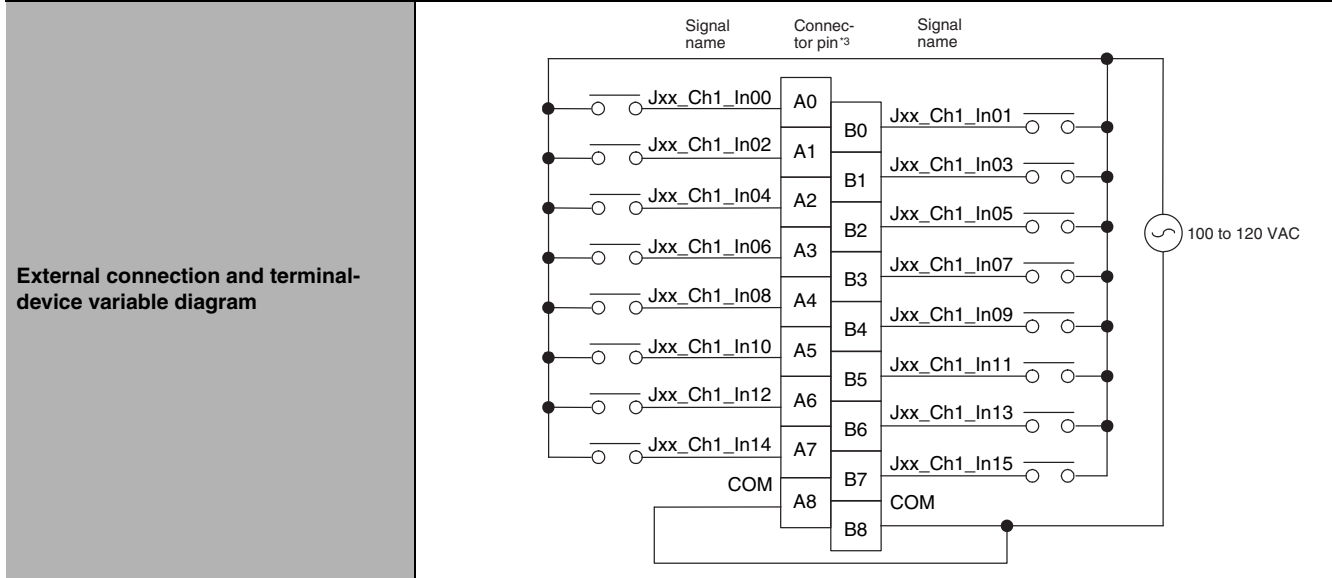 External connection and terminal-
device variable diagram
Signal
name
Connec-
tor pin*3
Signal
name
Jxx_Ch1_In00
A0
B0
Jxx_Ch1_In01
Jxx_Ch1_In02
A1
B1
Jxx_Ch1_In03
Jxx_Ch1_In04
A2
B2
Jxx_Ch1_In05
Jxx_Ch1_In06
A3
B3
Jxx_Ch1_In07
Jxx_Ch1_In08
A4
B4
Jxx_Ch1_In09
Jxx_Ch1_In10
A5
B5
Jxx_Ch1_In11
Jxx_Ch1_In12
A6
B6
Jxx_Ch1_In13
Jxx_Ch1_In14
A7
B7
Jxx_Ch1_In15
COM
A8
B8
COM
100 to 120 VAC